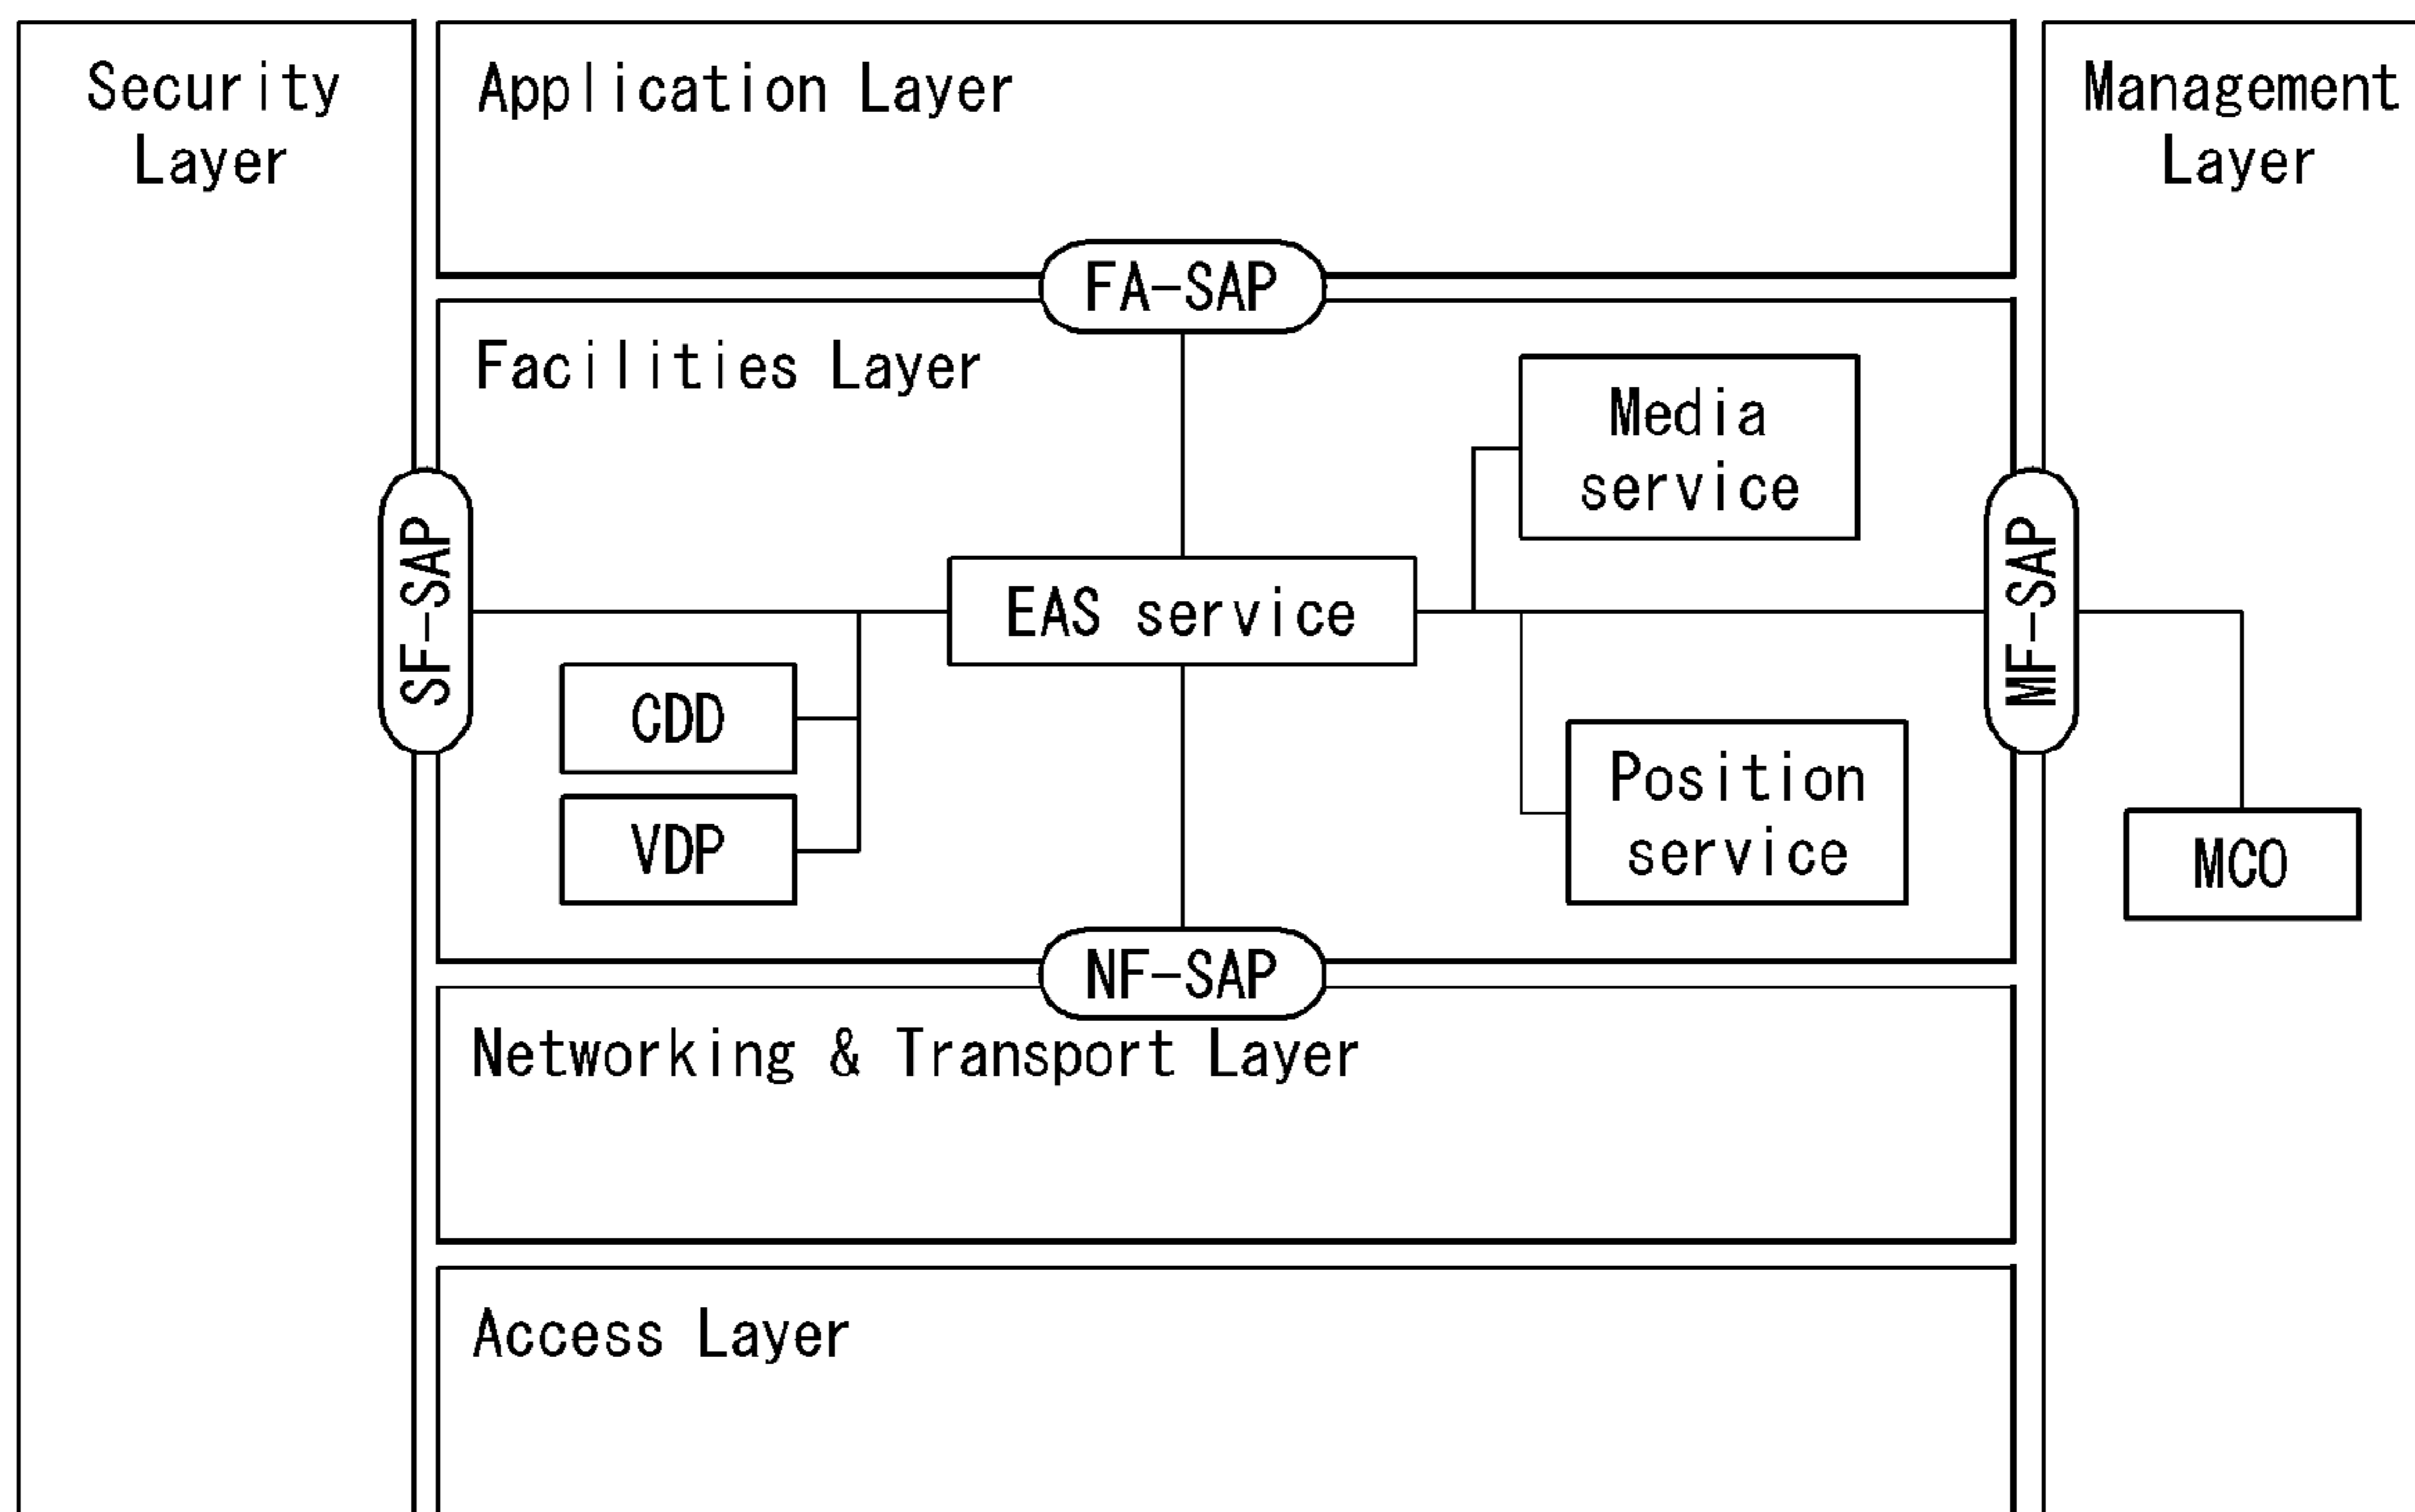 Security
Layer
Application Layer
Management
Layer
FA-SAP
Facilities Layer
Media
service
SF-SAP
EAS service
MF-SAP
CDD
VDP
Position
service
MCO
NF-SAP
Networking & Transport Layer
Access Layer